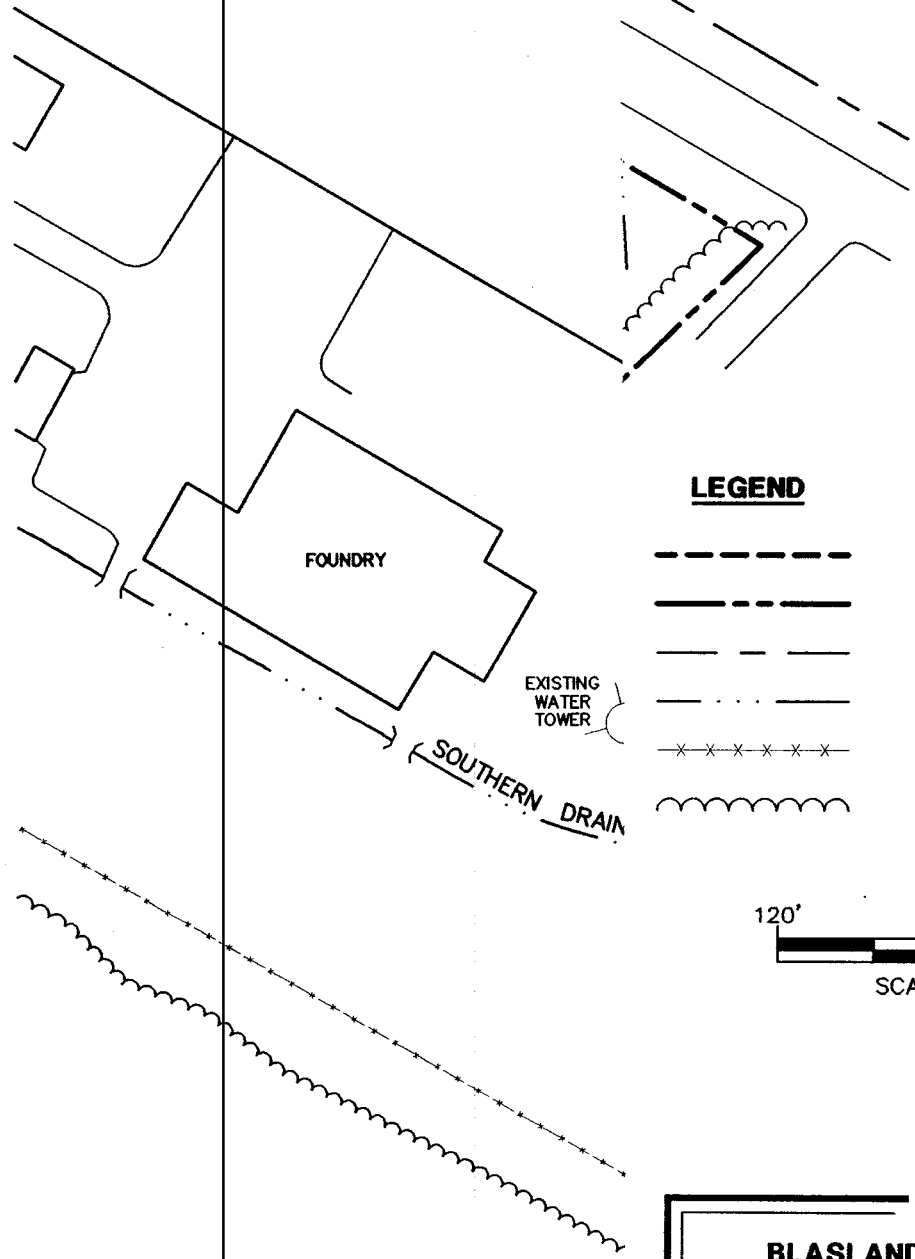 LEGEND
FOUNDRY
EXISTING
WATER
TOWER
SOUTHERN DRAIN
120'